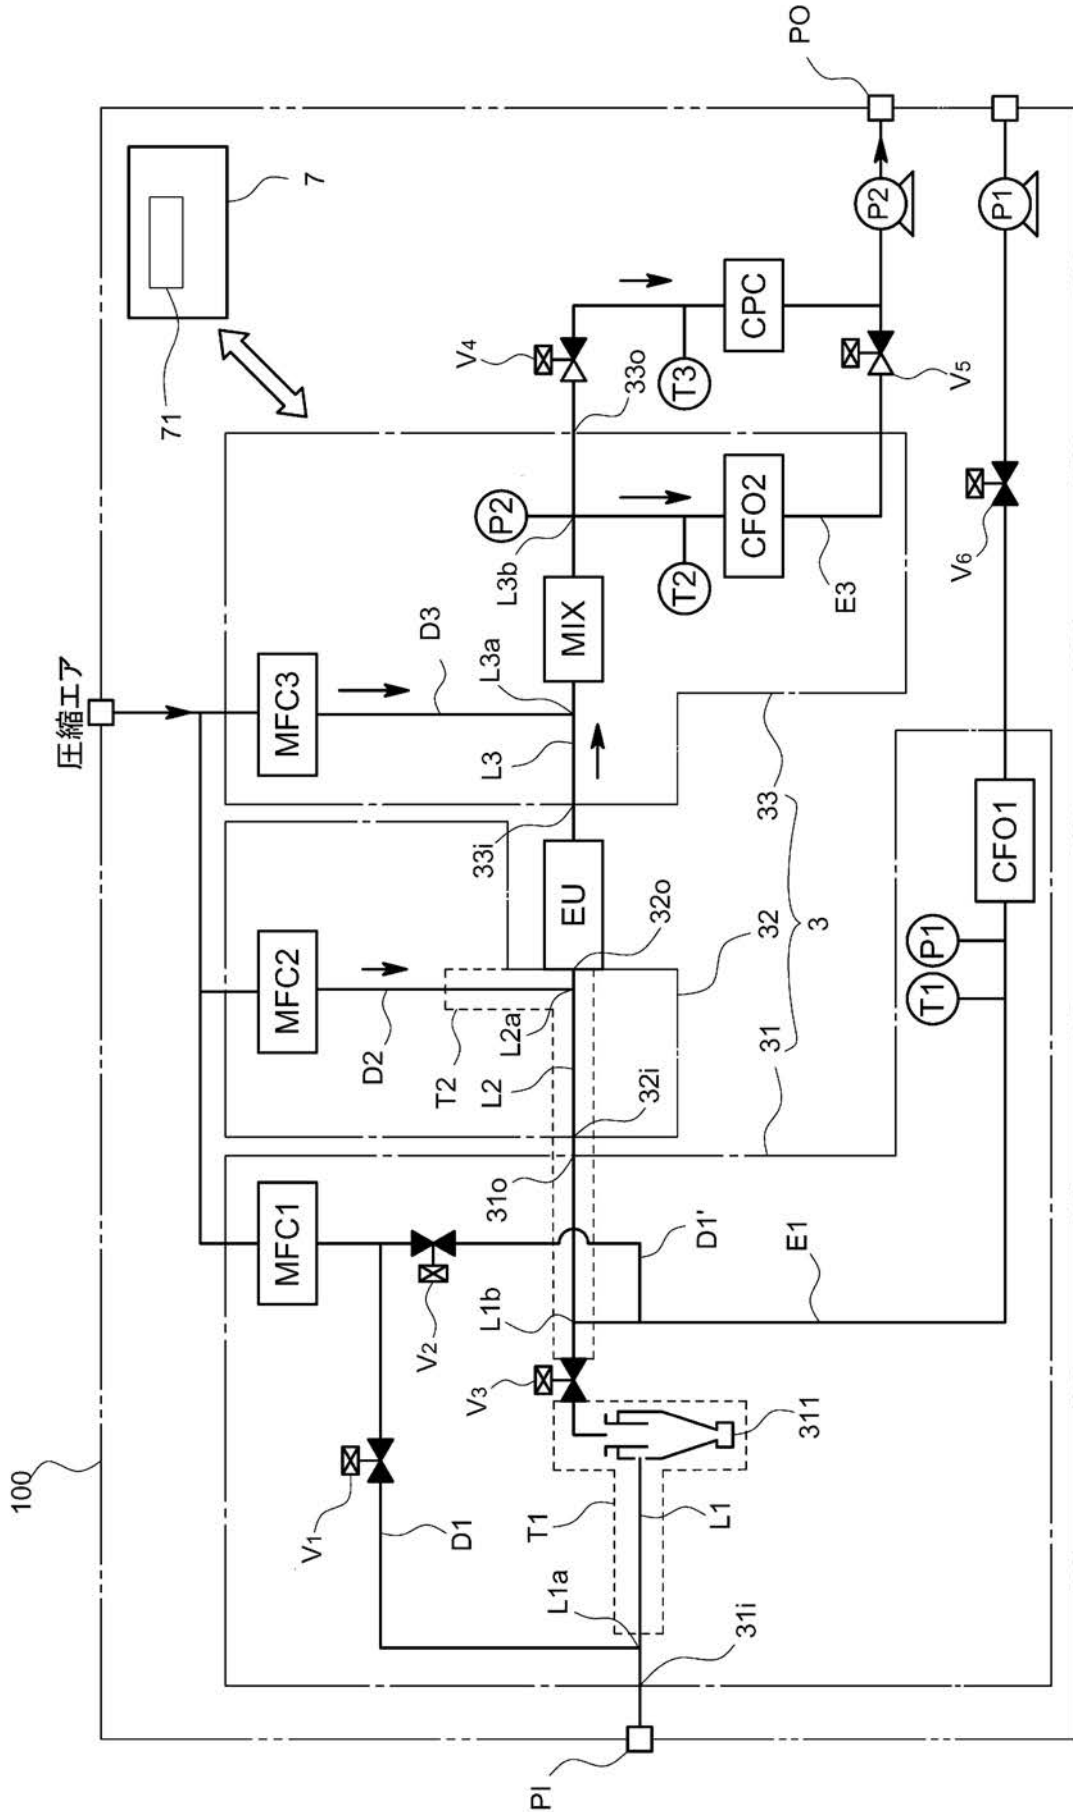 100
圧縮エア
7
71
MFC1
MFC2
MFC3
V1
V2
D1
D2
D3
T2
V3
L1b
31o
L2
L2a
32i
32o
EU
33i
L3
L3a
MIX
L3b
P2
33o
V4
T3
CPC
T2
CFO2
E3
V5
P2
PO
P1
V6
PI
31i
L1a
T1
L1
311
D1'
E1
31
32
33
3
T1
P1
CFO1